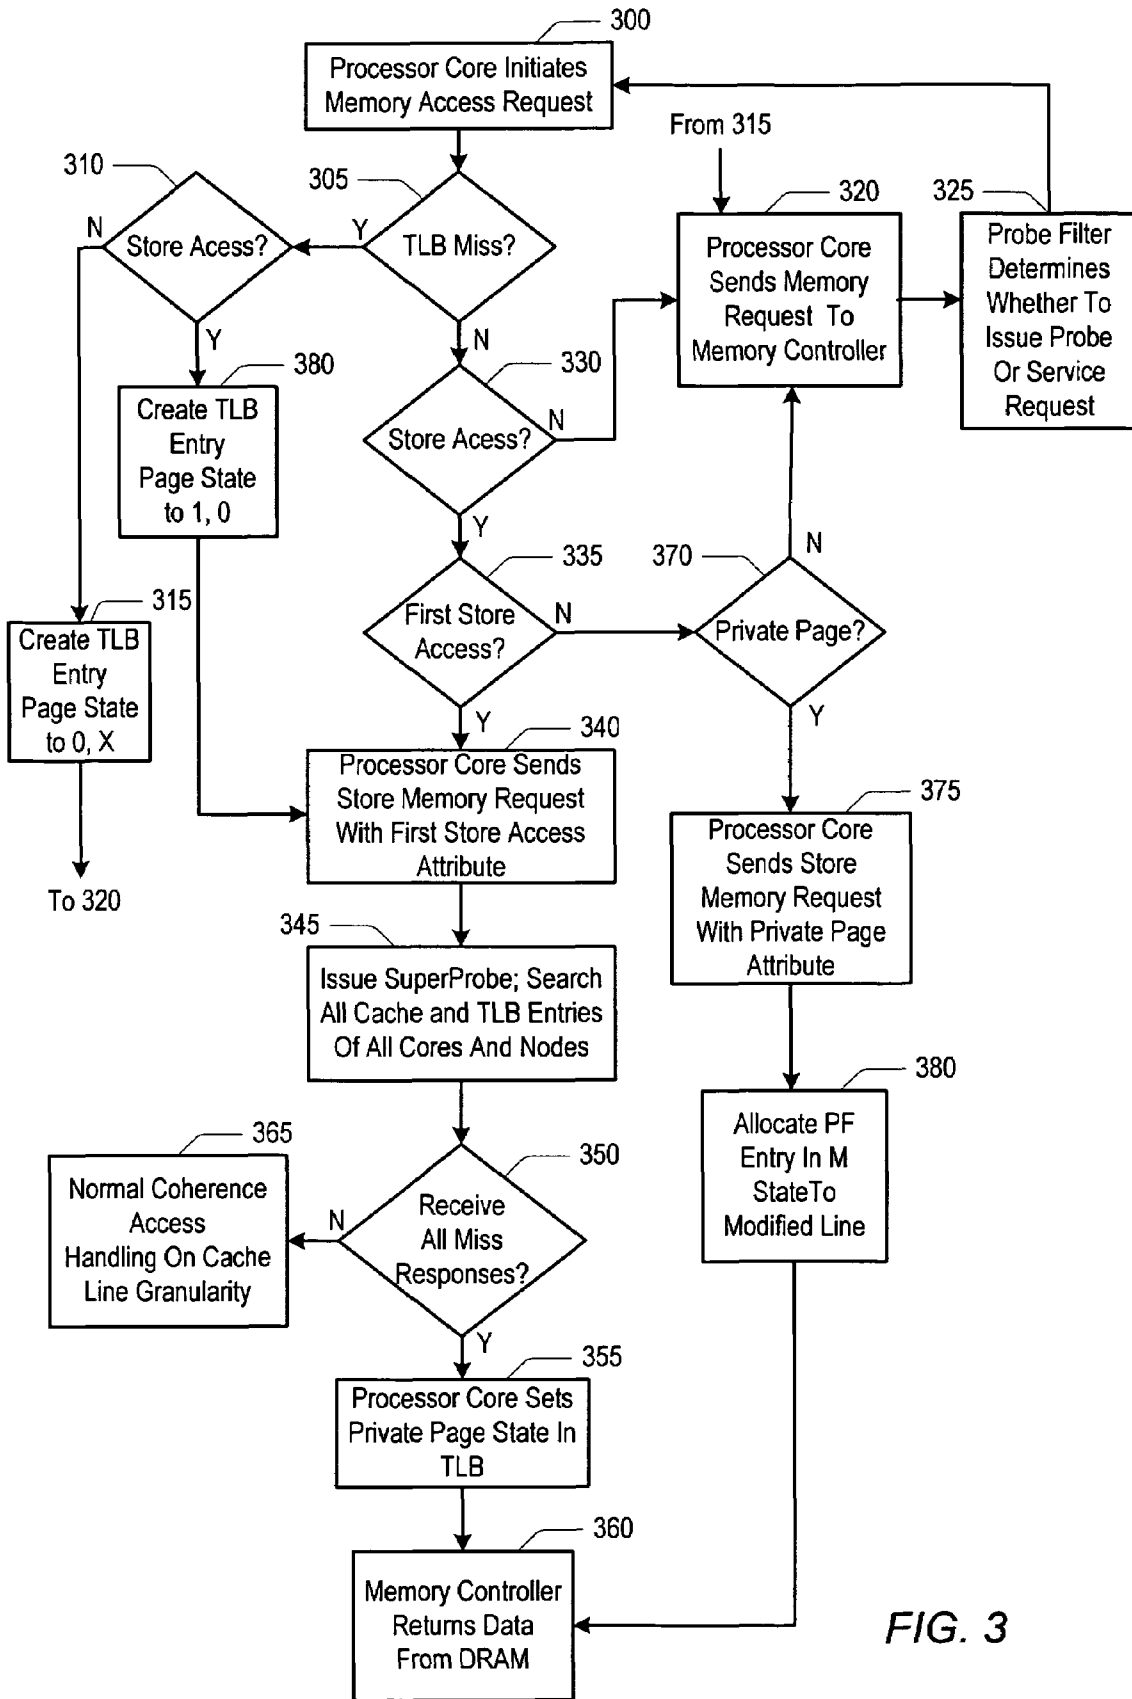 300
Processor Core Initiates
Memory Access Request
From 315
310
305
320
325
N
Store Acess?
Y
TLB Miss?
Processor Core
Sends Memory
Request To
Memory Controller
Probe Filter
Determines
Whether To
Issue Probe
Or Service
Request
Y
N
380
330
Create TLB
Entry
Page State
to 1, 0
Store Acess?
N
Y
335
370
N
315
First Store
Access?
N
Private Page?
Create TLB
Entry
Page State
to 0, X
Y
Y
340
Processor Core Sends
Store Memory Request
With First Store Access
Attribute
375
Processor Core
Sends Store
Memory Request
With Private Page
Attribute
To 320
345
Issue SuperProbe; Search
All Cache and TLB Entries
Of All Cores And Nodes
380
Allocate PF
Entry In M
StateTo
Modified Line
365
350
Normal Coherence
Access
Handling On Cache
Line Granularity
N
Receive
All Miss
Responses?
Y
355
Processor Core Sets
Private Page State In
TLB
360
Memory Controller
Returns Data
From DRAM
FIG. 3